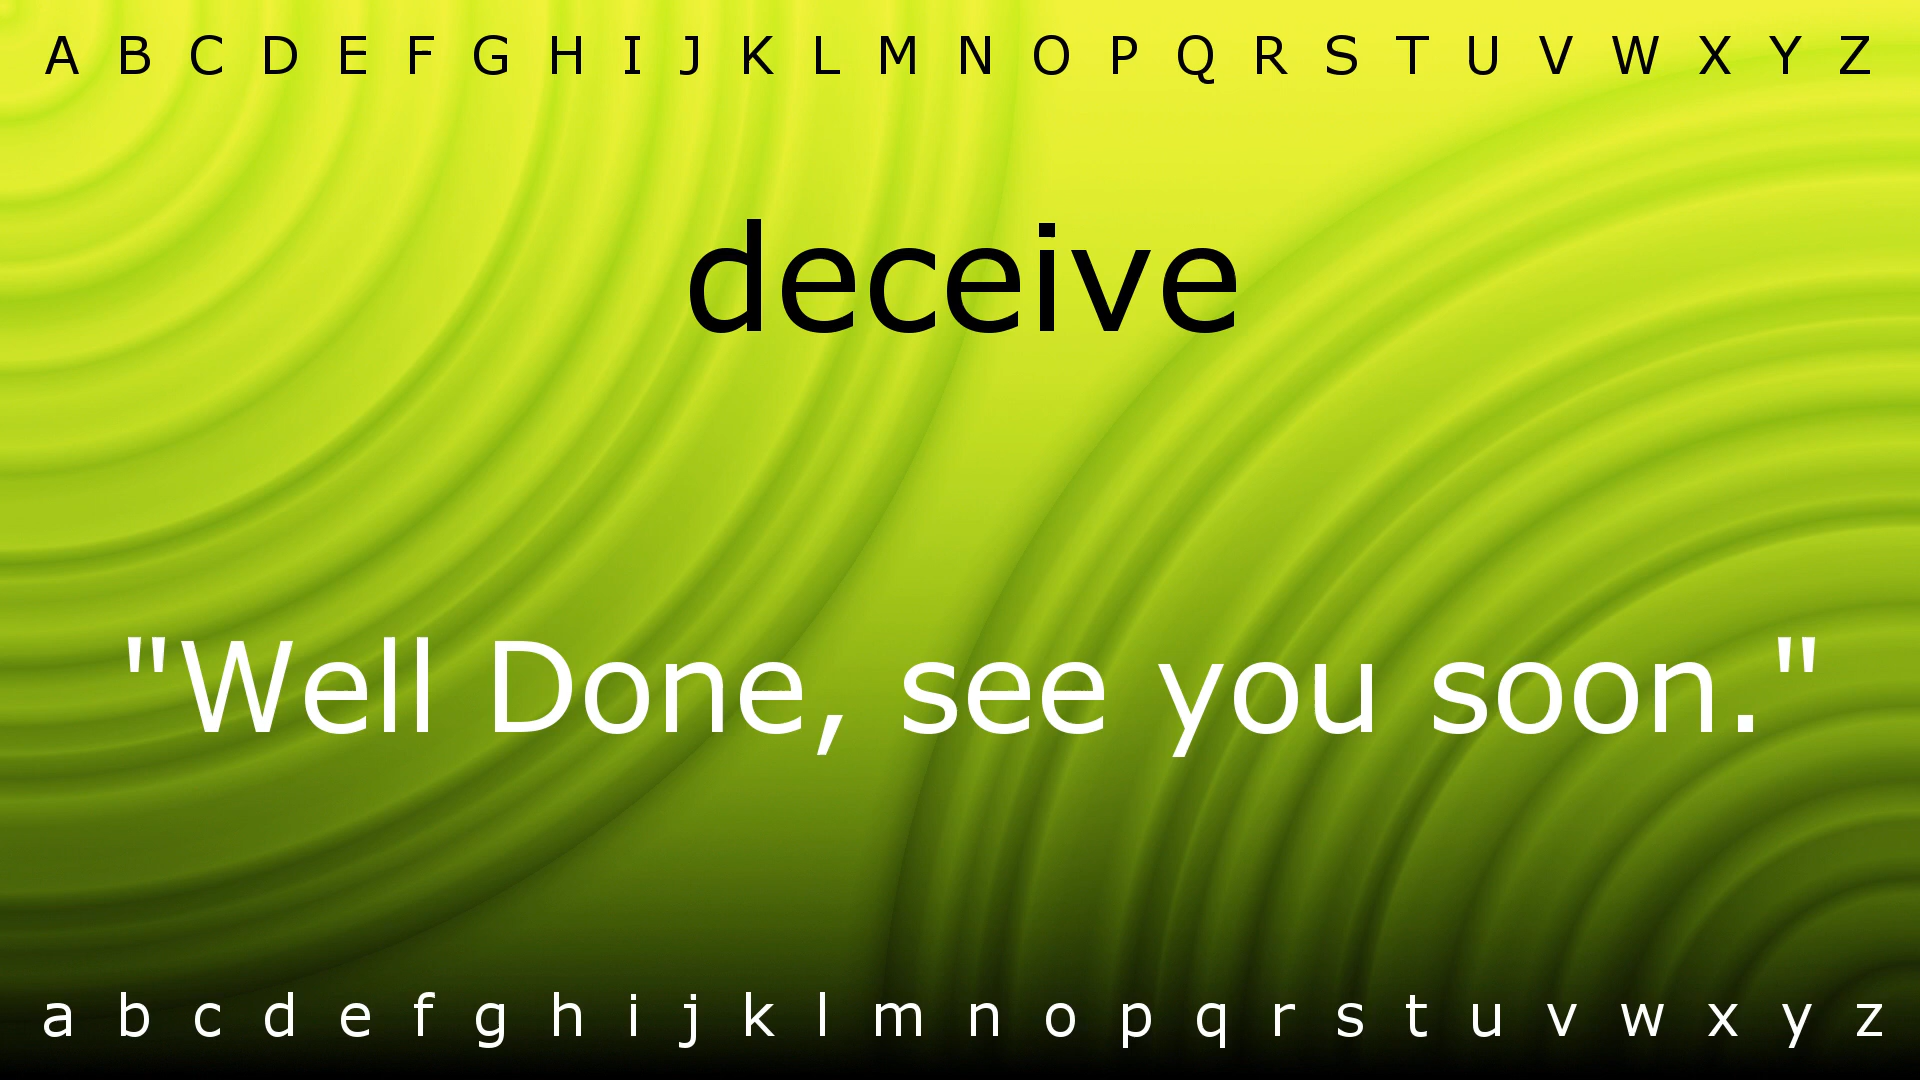 A B C D E F G H I J K L M N O P Q R S T U V W X Y Z
deceive
"Well Done, see you soon."
a b c d e f g h i j k l m n o p q r s t u v w x y z